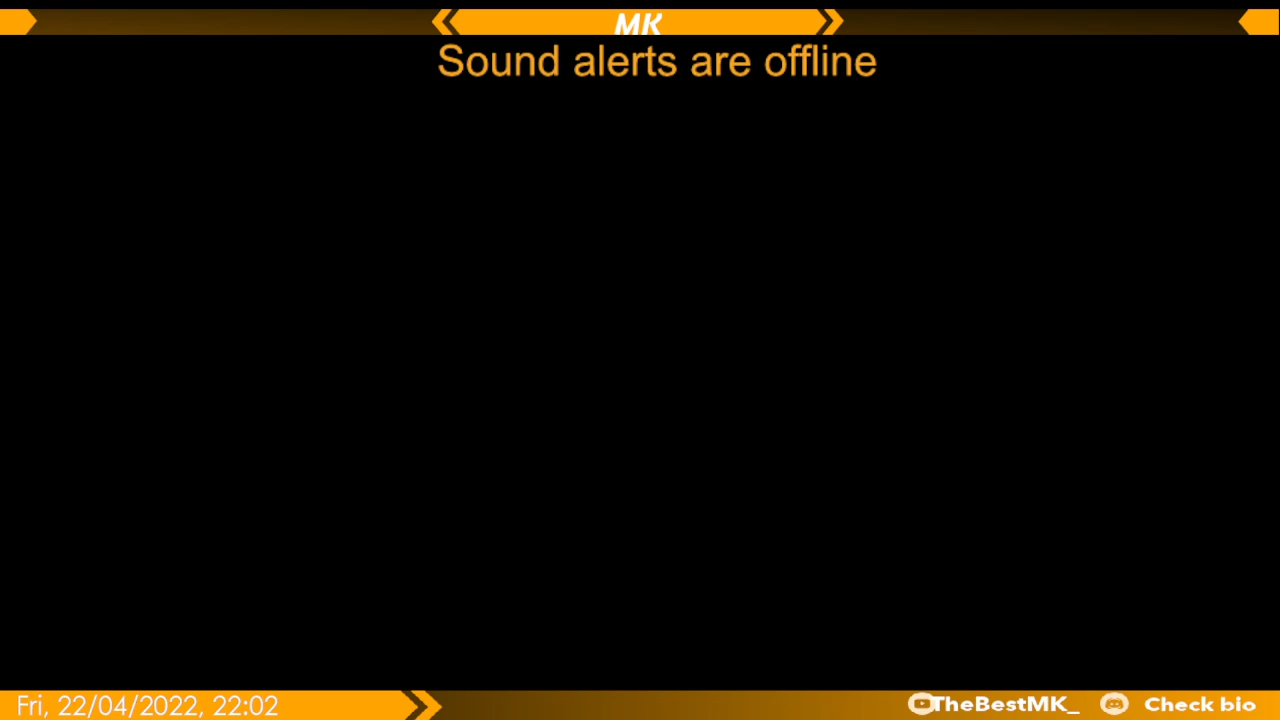 MK
Sound alerts are offline
Fri, 22/04/2022, 22:02
TheBestMK_
Check bio